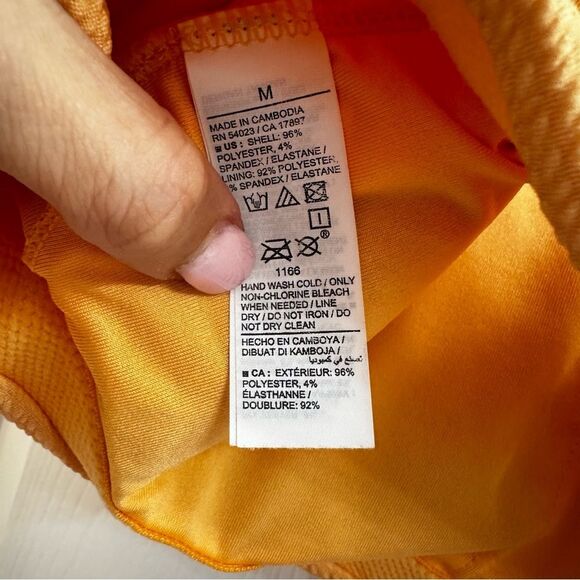 M
MADE IN CAMBODIA
RN 54023 / CA 17897
US : SHELL: 96%
POLYESTER, 4%
SPANDEX / ELASTANE /
LINING: 92% POLYESTER,
% SPANDEX / ELASTANE
®
1166
HAND WASH COLD / ONLY
NON-CHLORINE BLEACH
WHEN NEEDED / LINE
DRY / DO NOT IRON / DO
NOT DRY CLEAN
HECHO EN CAMBOYA /
DIBUAT DI KAMBOJA /
صنع في كمبوديا
CA : EXTÉRIEUR: 96%
POLYESTER, 4%
ÉLASTHANNE /
DOUBLURE: 92%